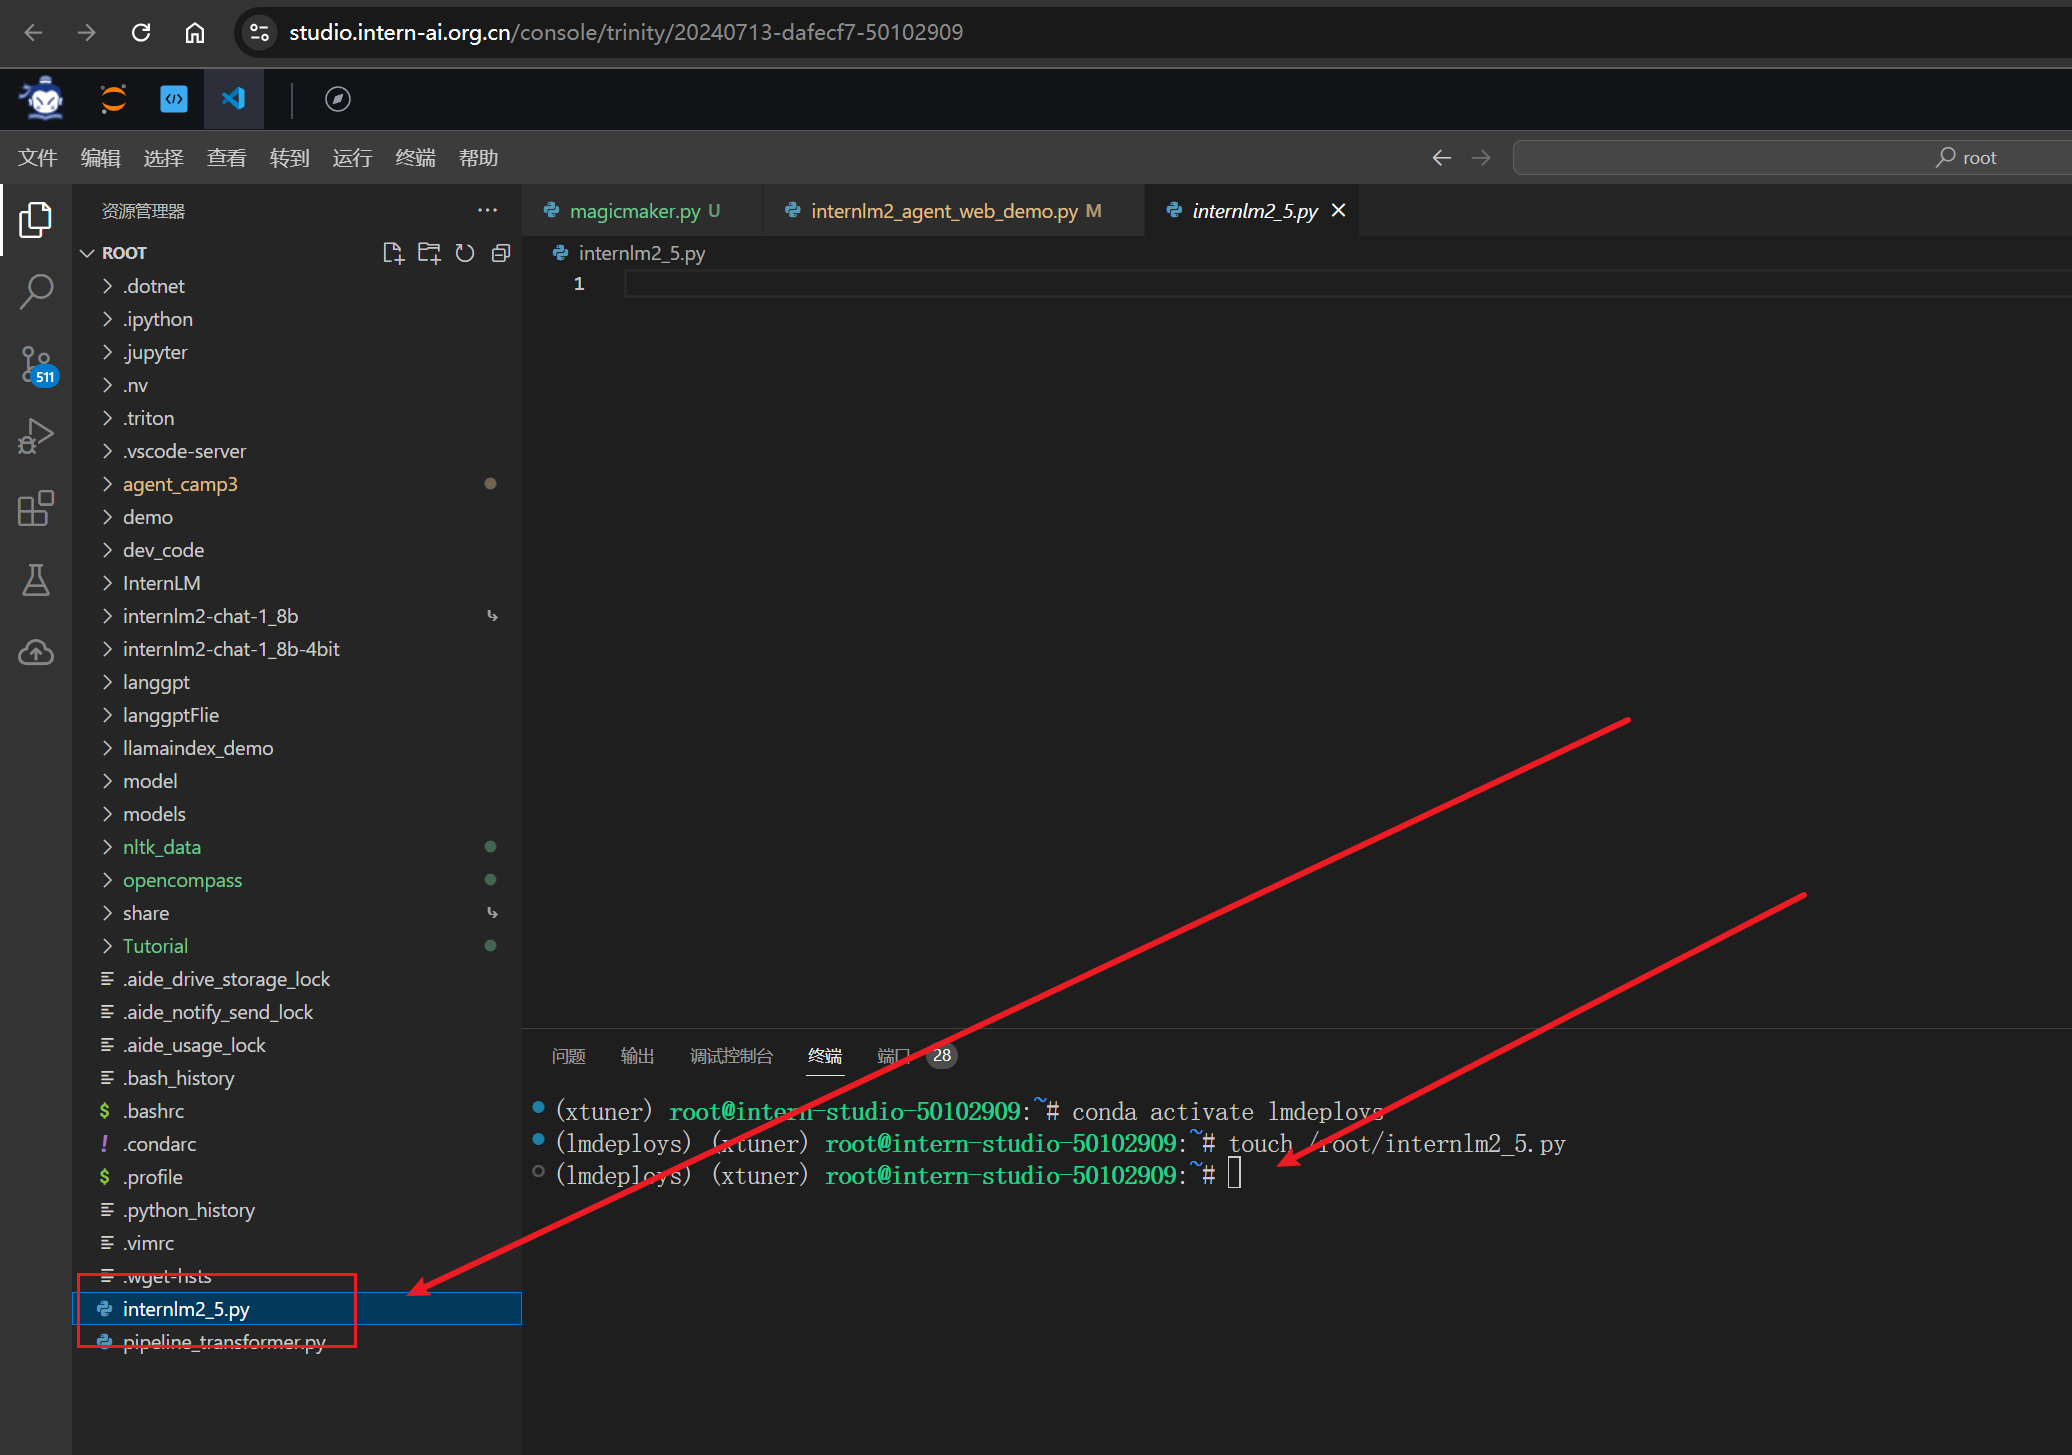 studio.intern-ai.org.cn/console/trinity/20240713-dafecf7-50102909
文件 编辑 选择 查看 转到 运行 终端 帮助
root
资源管理器
magicmaker.py U
internlm2_agent_web_demo.py M
internlm2_5.py
ROOT
internlm2_5.py
1
.dotnet
.ipython
.jupyter
511
.nv
.triton
.vscode-server
agent_camp3
demo
dev_code
InternLM
internlm2-chat-1_8b
internlm2-chat-1_8b-4bit
langgpt
langgptFlie
llamaindex_demo
model
models
nltk_data
opencompass
share
Tutorial
.aide_drive_storage_lock
.aide_notify_send_lock
.aide_usage_lock
.bash_history
.bashrc
.condarc
.profile
.python_history
.vimrc
.wget-hsts
internlm2_5.py
pipeline_transformer.py
问题 输出 调试控制台 终端 端口 28
(xtuner) root@intern-studio-50102909:~# conda activate lmdeploys
(lmdeploys) (xtuner) root@intern-studio-50102909:~# touch /root/internlm2_5.py
(lmdeploys) (xtuner) root@intern-studio-50102909:~#